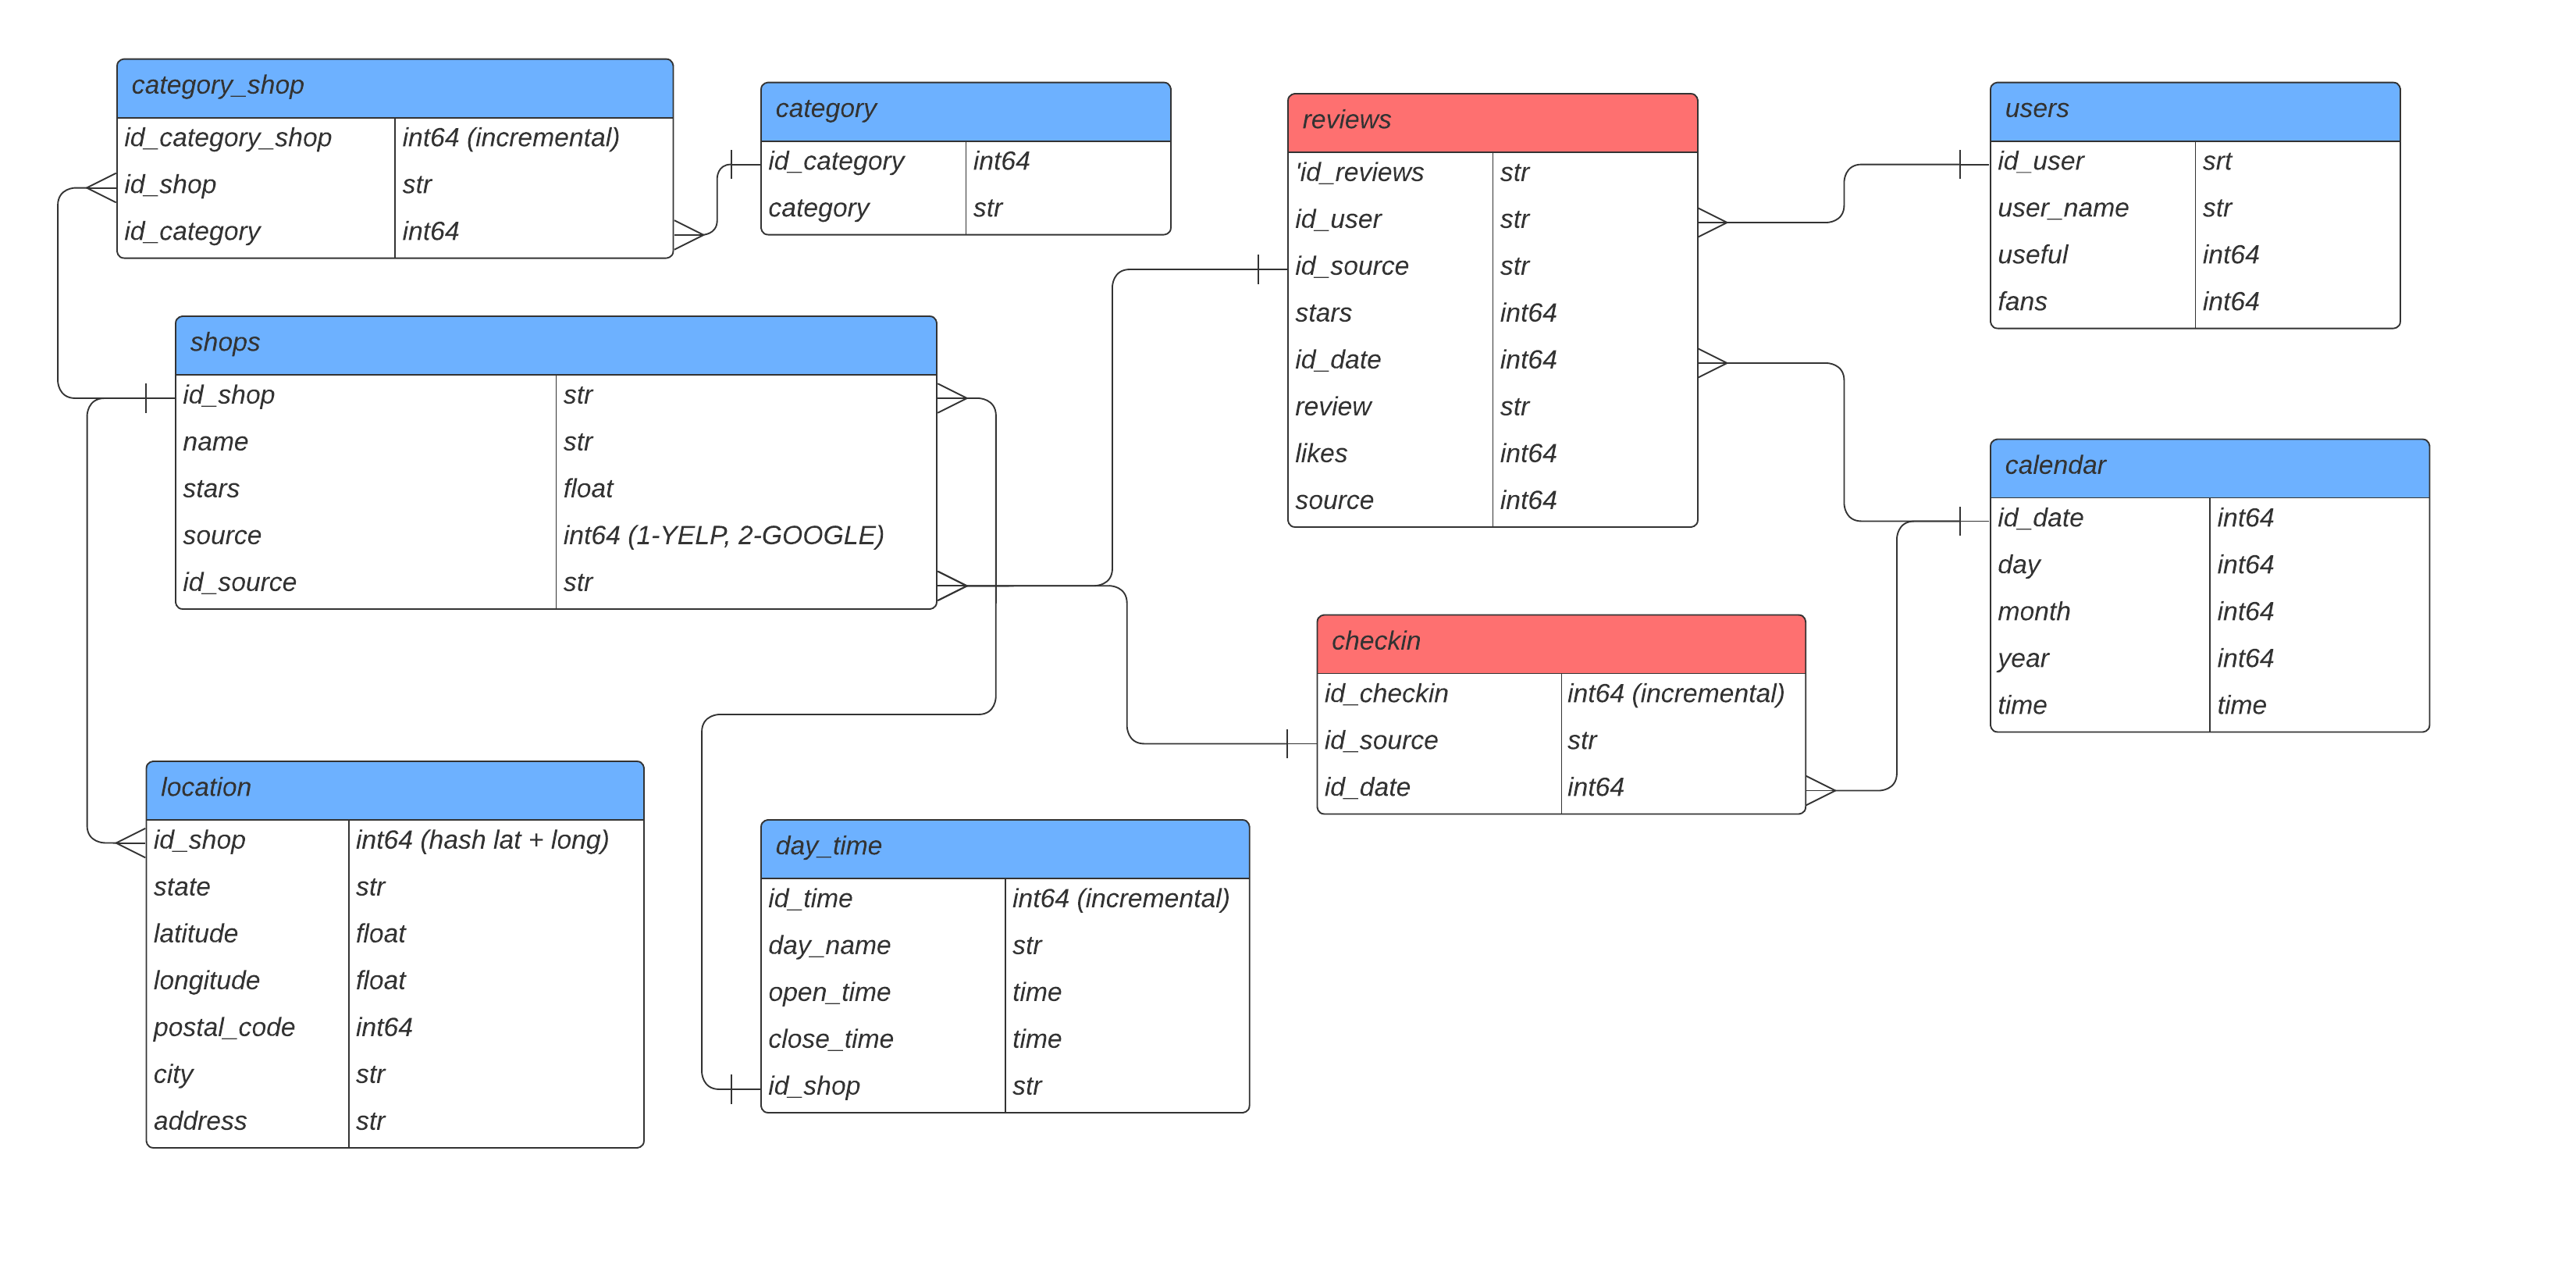 category_shop
id_category_shop int64 (incremental)
id_shop str
id_category int64
category
id_category int64
category str
reviews
'id_reviews str
id_user str
id_source str
stars int64
id_date int64
review str
likes int64
source int64
users
id_user srt
user_name str
useful int64
fans int64
shops
id_shop str
name str
stars float
source int64 (1-YELP, 2-GOOGLE)
id_source str
calendar
id_date int64
day int64
month int64
year int64
time time
checkin
id_checkin int64 (incremental)
id_source str
id_date int64
location
id_shop int64 (hash lat + long)
state str
latitude float
longitude float
postal_code int64
city str
address str
day_time
id_time int64 (incremental)
day_name str
open_time time
close_time time
id_shop str